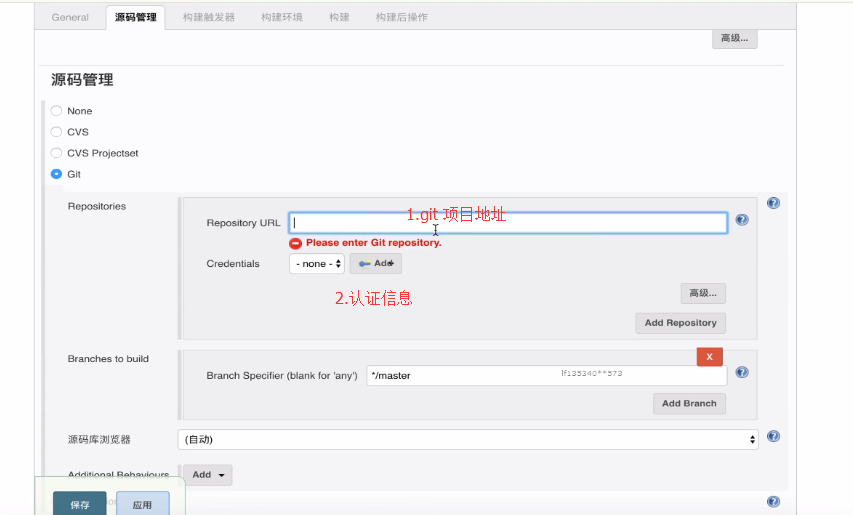 General 源码管理 构建触发器 构建环境 构建 构建后操作
高级...
源码管理
None
CVS
CVS Projectset
Git
Repositories
Repository URL
1.git 项目地址
Please enter Git repository.
Credentials - none - Add
2.认证信息
高级...
Add Repository
Branches to build
X
Branch Specifier (blank for 'any') */master
lf135340**573
Add Branch
源码库浏览器 (自动)
Additional Behaviours Add
保存 应用